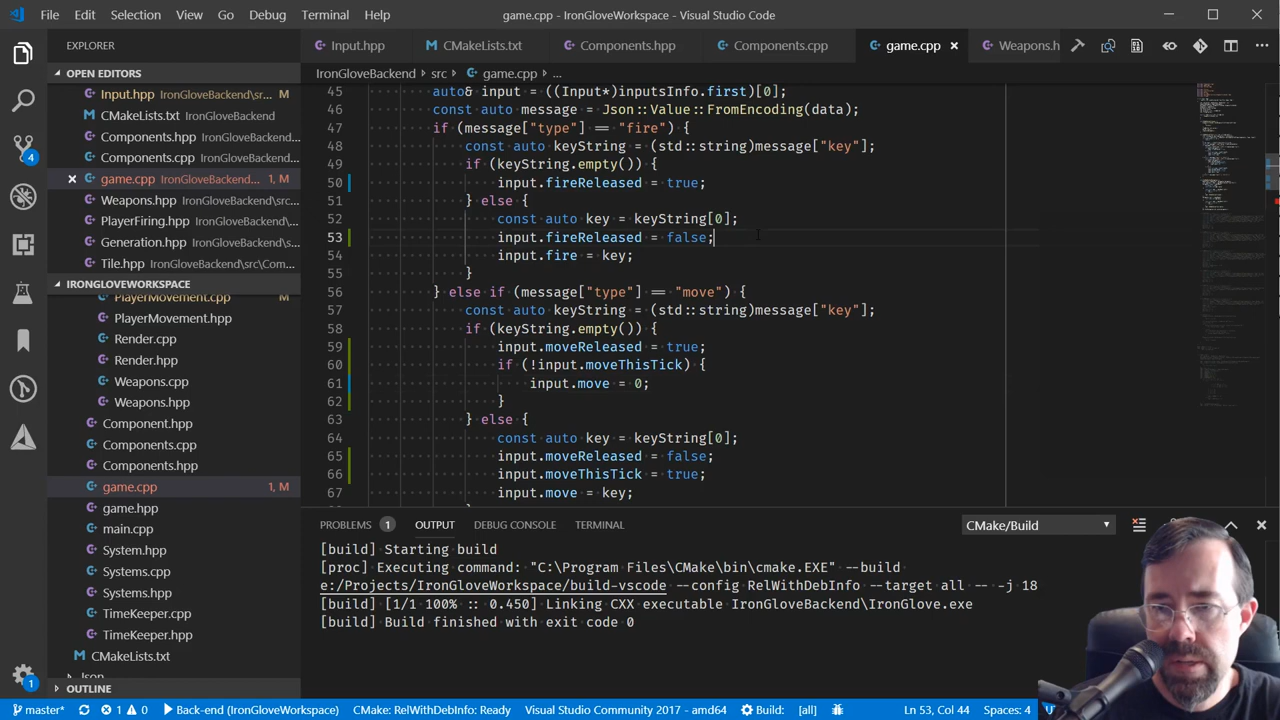 File Edit Selection View Go Debug Terminal Help
game.cpp - IronGloveWorkspace - Visual Studio Code
EXPLORER
OPEN EDITORS
Input.hpp IronGloveBackend\sr... M
CMakeLists.txt IronGloveBackend
Components.hpp IronGloveBackend...
Components.cpp IronGloveBackend...
game.cpp IronGloveBackend... 1, M
Weapons.hpp IronGloveBackend\src...
PlayerFiring.hpp IronGloveBackend\src...
Generation.hpp IronGloveBackend\sr...
Tile.hpp IronGloveBackend\src\Com...
IRONGLOVEWORKSPACE
PlayerMovement.cpp M
PlayerMovement.hpp
Render.cpp
Render.hpp
Weapons.cpp
Weapons.hpp
Component.hpp
Components.cpp
Components.hpp
game.cpp 1, M
game.hpp
main.cpp
System.hpp
Systems.cpp
Systems.hpp
TimeKeeper.cpp
TimeKeeper.hpp
CMakeLists.txt
Json
OUTLINE
4
1
Input.hpp CMakeLists.txt Components.hpp Components.cpp game.cpp Weapons.h
IronGloveBackend › src › game.cpp › ...
45 auto& input = ((Input*)inputsInfo.first)[0];
46 const auto message = Json::Value::FromEncoding(data);
47 if (message["type"] == "fire") {
48 const auto keyString = (std::string)message["key"];
49 if (keyString.empty()) {
50 input.fireReleased = true;
51 } else {
52 const auto key = keyString[0];
53 input.fireReleased = false;
54 input.fire = key;
55 }
56 } else if (message["type"] == "move") {
57 const auto keyString = (std::string)message["key"];
58 if (keyString.empty()) {
59 input.moveReleased = true;
60 if (!input.moveThisTick) {
61 input.move = 0;
62 }
63 } else {
64 const auto key = keyString[0];
65 input.moveReleased = false;
66 input.moveThisTick = true;
67 input.move = key;
PROBLEMS 1 OUTPUT DEBUG CONSOLE TERMINAL CMake/Build
[build] Starting build
[proc] Executing command: "C:\Program Files\CMake\bin\cmake.EXE" --build
e:/Projects/IronGloveWorkspace/build-vscode --config RelWithDebInfo --target all -- -j 18
[build] [1/1 100% :: 0.450] Linking CXX executable IronGloveBackend\IronGlove.exe
[build] Build finished with exit code 0
master* 1 0 Back-end (IronGloveWorkspace) CMake: RelWithDebInfo: Ready Visual Studio Community 2017 - amd64 Build: [all] Ln 53, Col 44 Spaces: 4